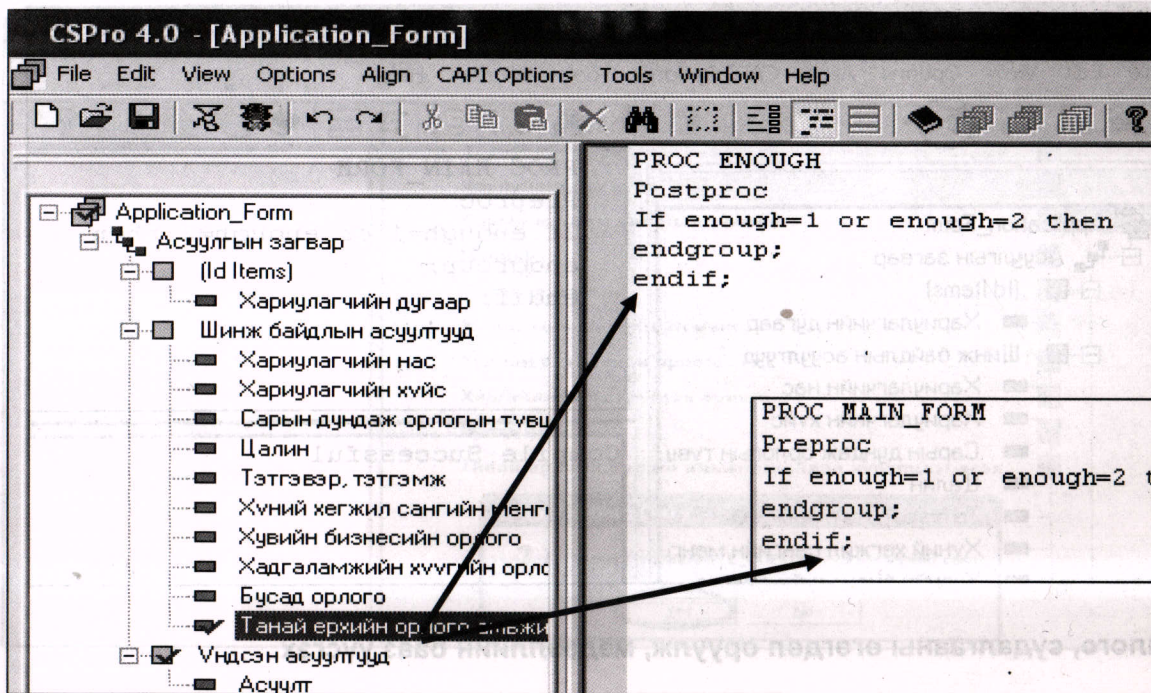 CSPro 4.0 - [Application_Form]
File Edit View Options Align CAPI Options Tools Window Help
Application_Form
Асуулгын загвар
(Id Items)
Хариулагчийн дугаар
Шинж байдлын асуултууд
Хариулагчийн нас
Хариулагчийн хүйс
Сарын дундаж орлогын түвш
Цалин
Тэтгэвэр, тэтгэмж
Хүний хөгжил сангийн мөнгө
Хувийн бизнесийн орлого
Хадгаламжийн хүүгийн орло
Бусад орлого
Танай өрхийн орлого амьжи
Үндсэн асуултууд
Асуулт
PROC ENOUGH
Postproc
If enough=1 or enough=2 then
endgroup;
endif;
PROC MAIN FORM
Preproc
If enough=1 or enough=2 t
endgroup;
endif;